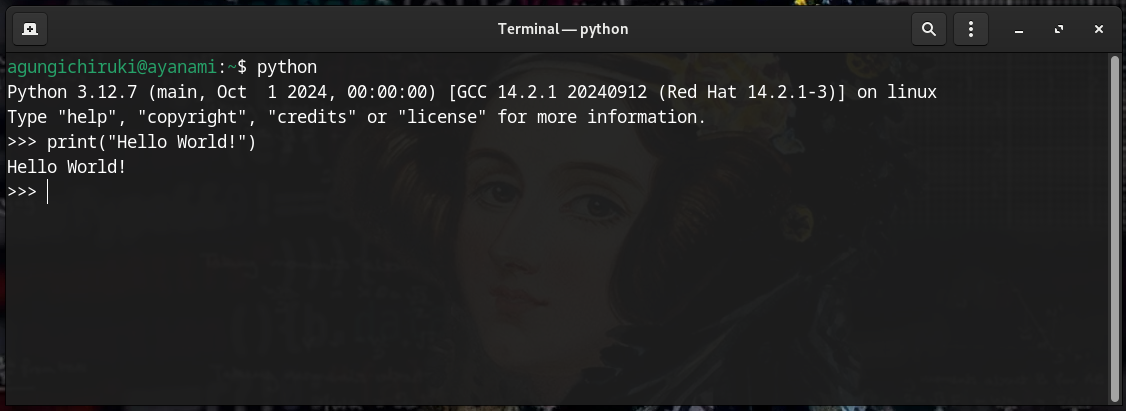 Terminal — python
agungichiruki@ayanami:~$ python
Python 3.12.7 (main, Oct  1 2024, 00:00:00) [GCC 14.2.1 20240912 (Red Hat 14.2.1-3)] on linux
Type "help", "copyright", "credits" or "license" for more information.
>>> print("Hello World!")
Hello World!
>>>